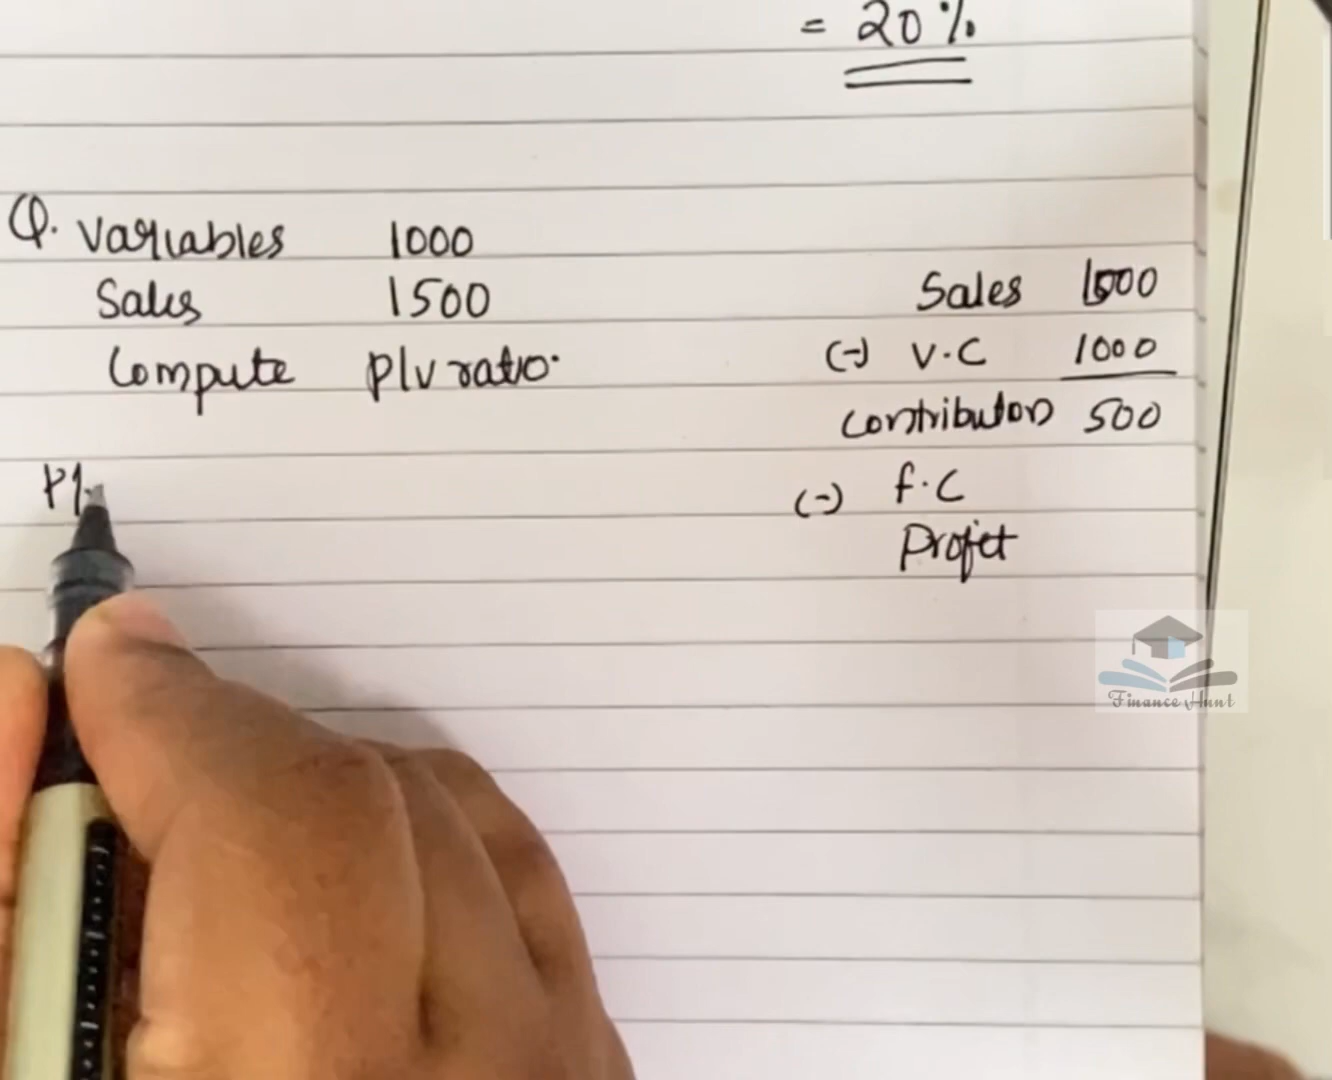 = 20%
Q. Variables 1000
Sales 1500
Compute P/v ratio.
Sales 1500
(-) V.C 1000
Contribution 500
(-) f.C
Profit
P/
Finance Hunt